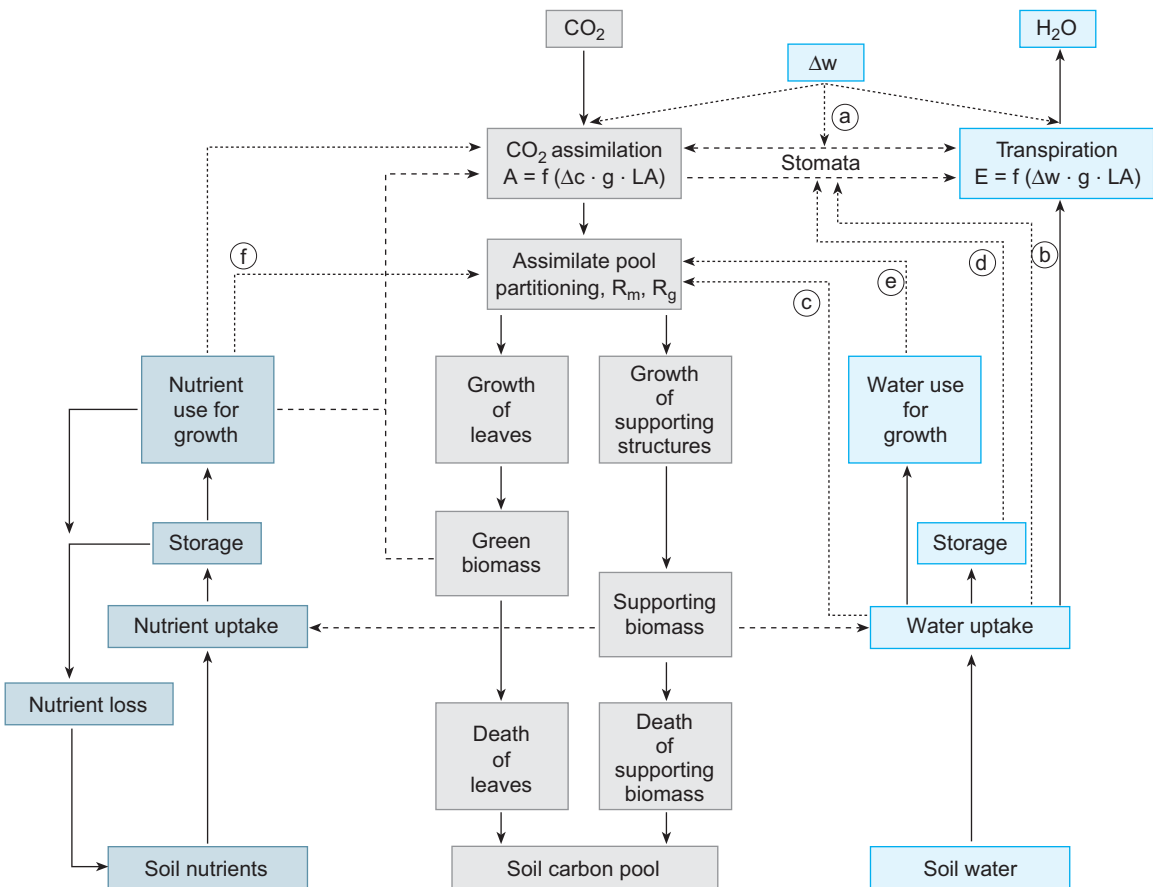 CO₂
H₂O
Δw
a
CO₂ assimilation
A = f (Δc · g · LA)
Stomata
Transpiration
E = f (Δw · g · LA)
f
Assimilate pool
partitioning, Rₘ, R_g
e
c
d
b
Nutrient
use for
growth
Growth
of
leaves
Growth
of
supporting
structures
Water use
for
growth
Storage
Green
biomass
Storage
Nutrient uptake
Supporting
biomass
Water uptake
Nutrient loss
Death
of
leaves
Death
of
supporting
biomass
Soil nutrients
Soil carbon pool
Soil water